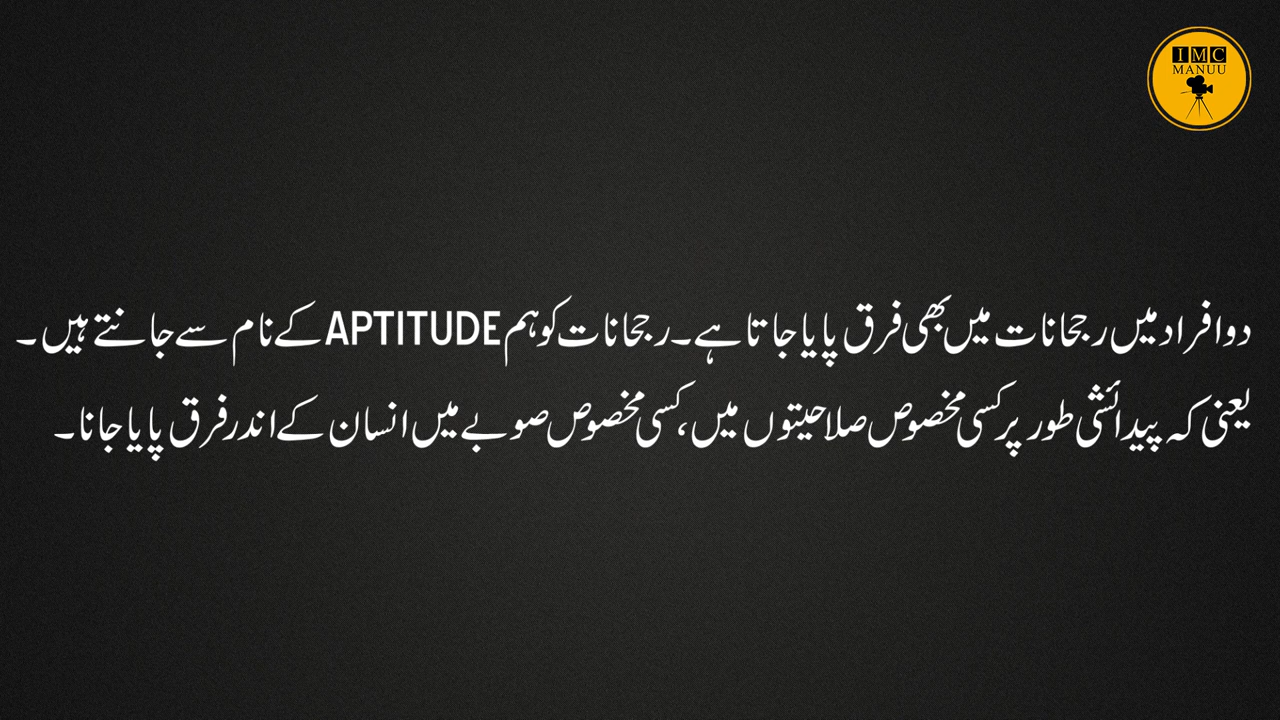 IMC
MANUU
دو افراد میں رجحانات میں بھی فرق پایا جاتا ہے۔ رجحانات کو ہم APTITUDE کے نام سے جانتے ہیں۔
یعنی کہ پیدائشی طور پر کسی مخصوص صلاحیتوں میں، کسی مخصوص صوبے میں انسان کے اندر فرق پایا جانا۔